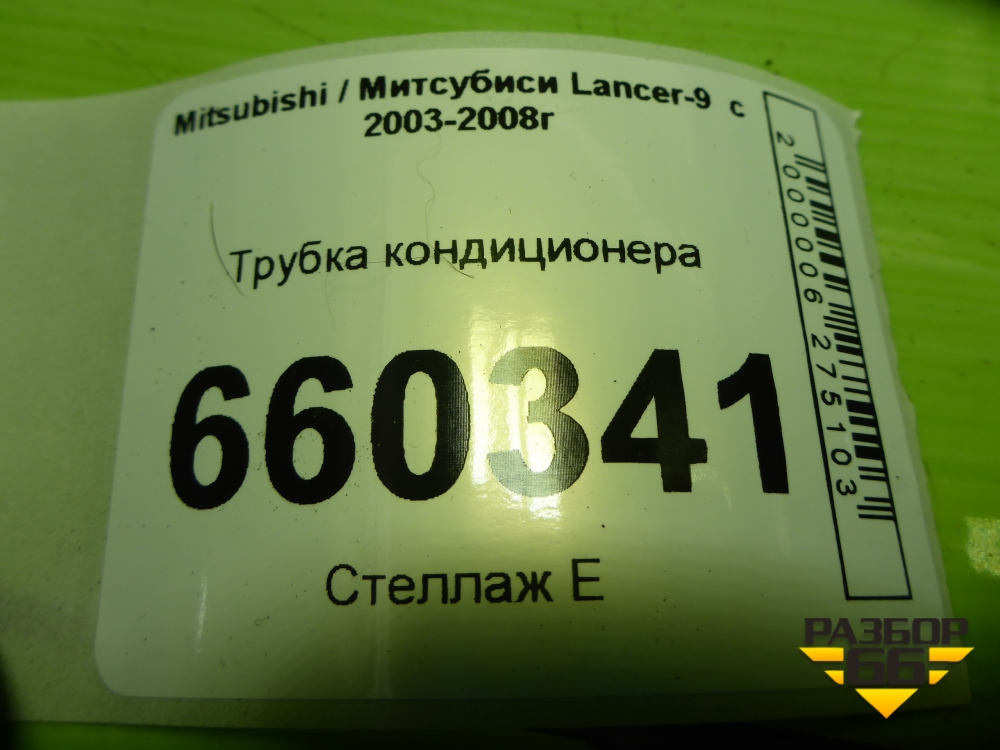 Mitsubishi / Митсубиси Lancer-9 с
2003-2008г
Трубка кондиционера
660341
Стеллаж Е
2000006275103
РАЗБОР
66